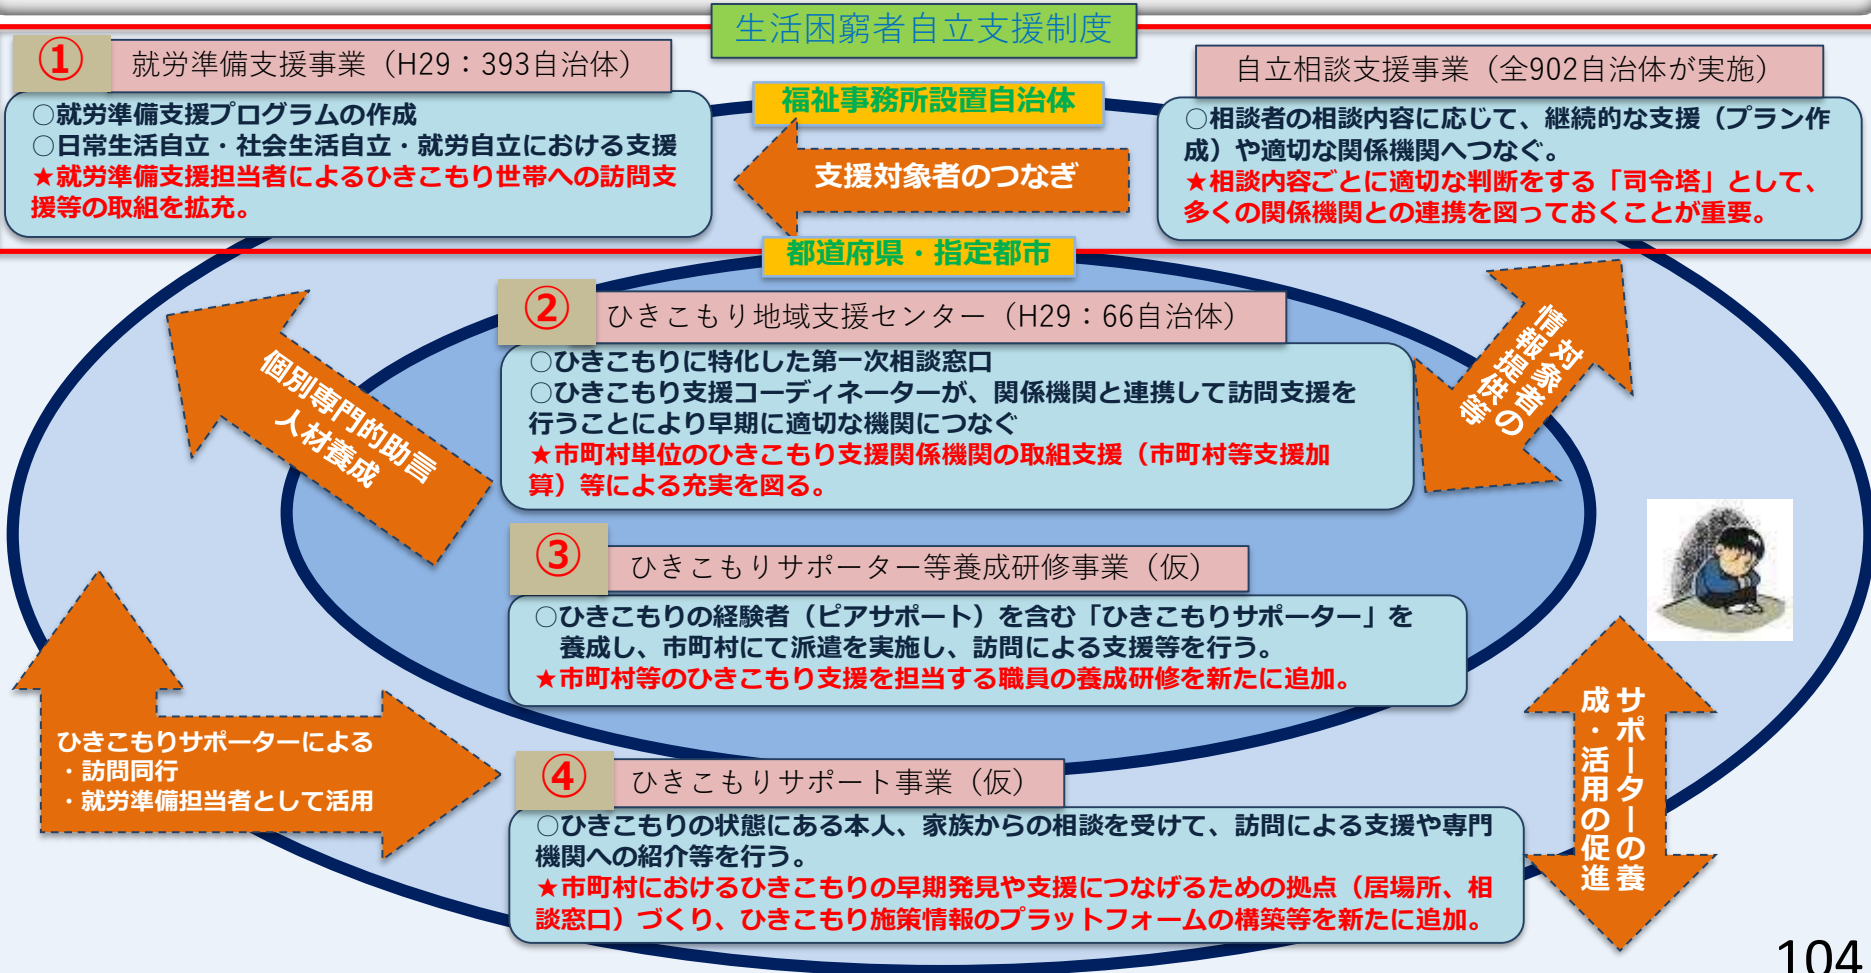 生活困窮者自立支援制度
①
就労準備支援事業（H29：393自治体）
○就労準備支援プログラムの作成
○日常生活自立・社会生活自立・就労自立における支援
★就労準備支援担当者によるひきこもり世帯への訪問支
援等の取組を拡充。
福祉事務所設置自治体
支援対象者のつなぎ
自立相談支援事業（全902自治体が実施）
○相談者の相談内容に応じて、継続的な支援（プラン作
成）や適切な関係機関へつなぐ。
★相談内容ごとに適切な判断をする「司令塔」として、
多くの関係機関との連携を図っておくことが重要。
都道府県・指定都市
②
ひきこもり地域支援センター（H29：66自治体）
○ひきこもりに特化した第一次相談窓口
○ひきこもり支援コーディネーターが、関係機関と連携して訪問支援を
行うことにより早期に適切な機関につなぐ
★市町村単位のひきこもり支援関係機関の取組支援（市町村等支援加
算）等による充実を図る。
個別専門的助言
人材養成
対象者の
情報提供等
③
ひきこもりサポーター等養成研修事業（仮）
○ひきこもりの経験者（ピアサポート）を含む「ひきこもりサポーター」を
養成し、市町村にて派遣を実施し、訪問による支援等を行う。
★市町村等のひきこもり支援を担当する職員の養成研修を新たに追加。
ひきこもりサポーターによる
・訪問同行
・就労準備担当者として活用
④
ひきこもりサポート事業（仮）
○ひきこもりの状態にある本人、家族からの相談を受けて、訪問による支援や専門
機関への紹介等を行う。
★市町村におけるひきこもりの早期発見や支援につなげるための拠点（居場所、相
談窓口）づくり、ひきこもり施策情報のプラットフォームの構築等を新たに追加。
サポーターの養
成・活用の促進
104